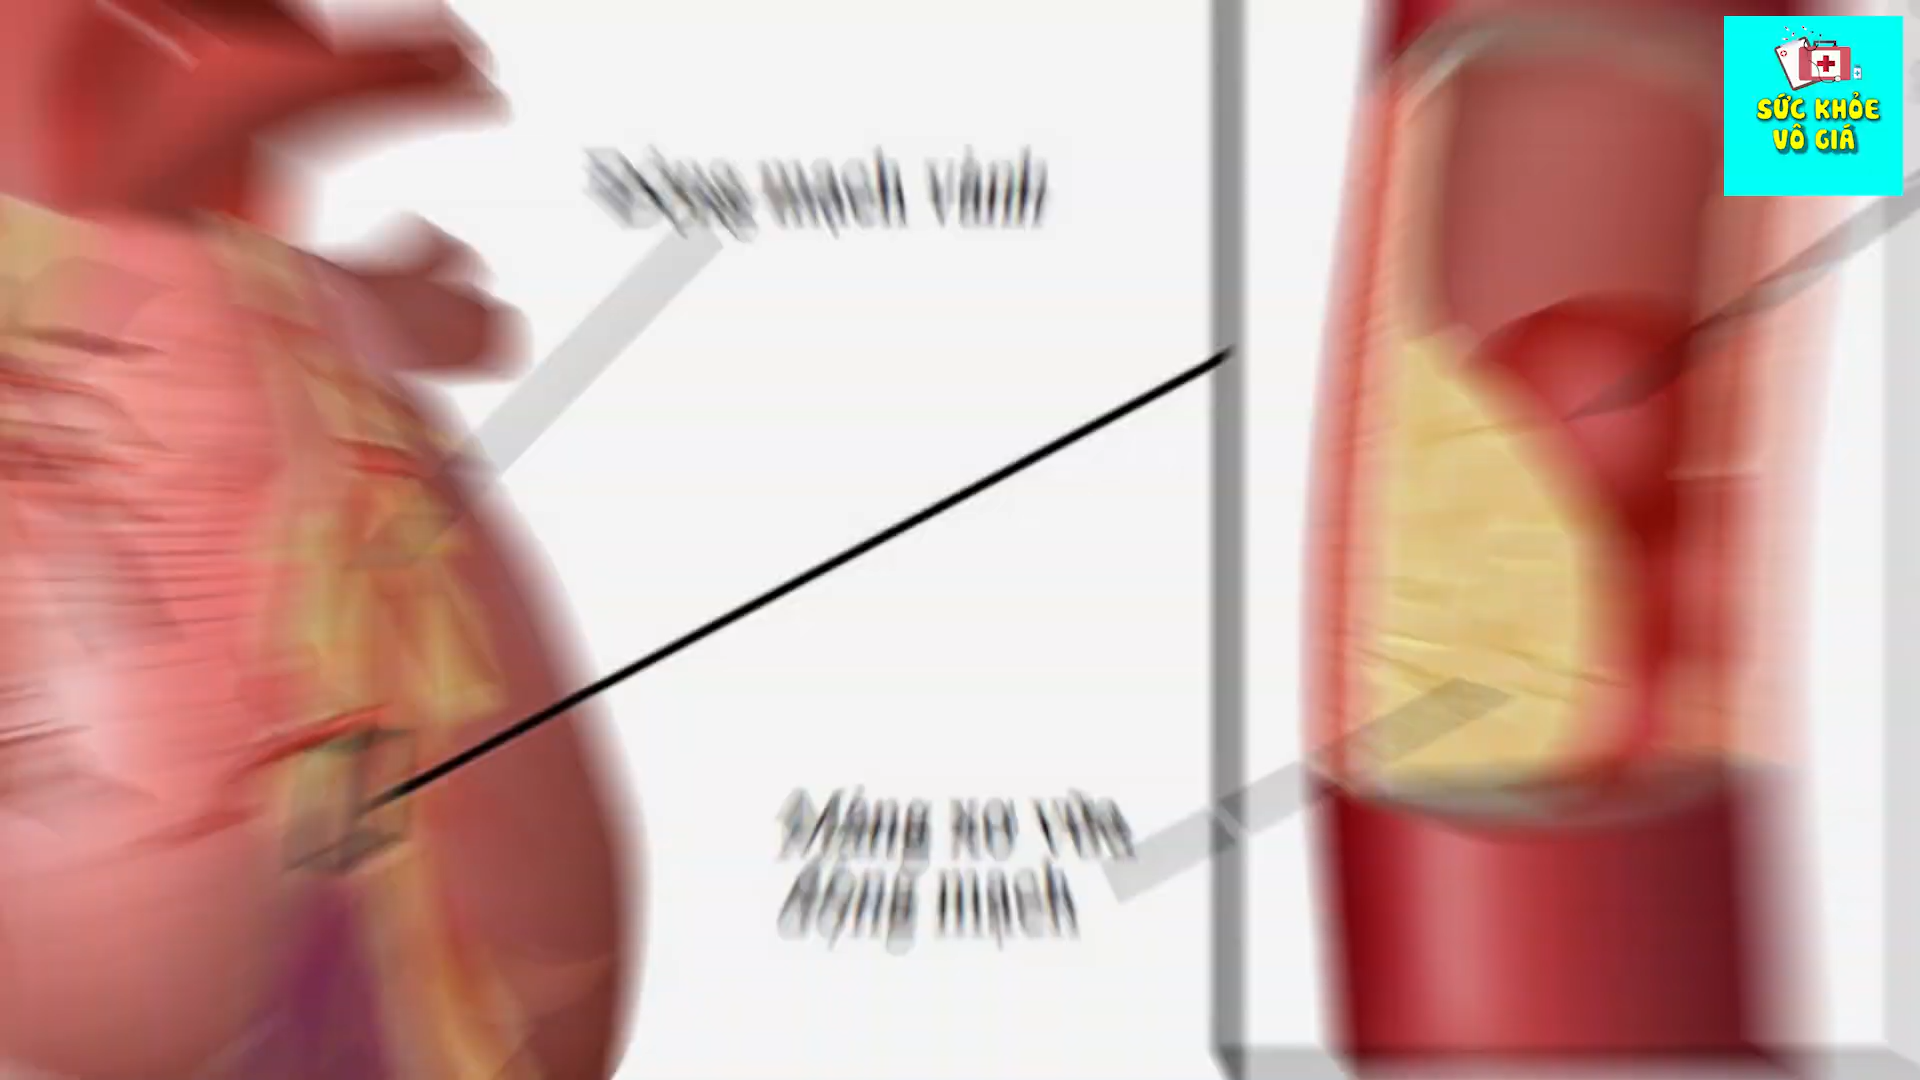 SỨC KHỎE
VÔ GIÁ
Động mạch vành
Mảng xơ vữa
động mạch